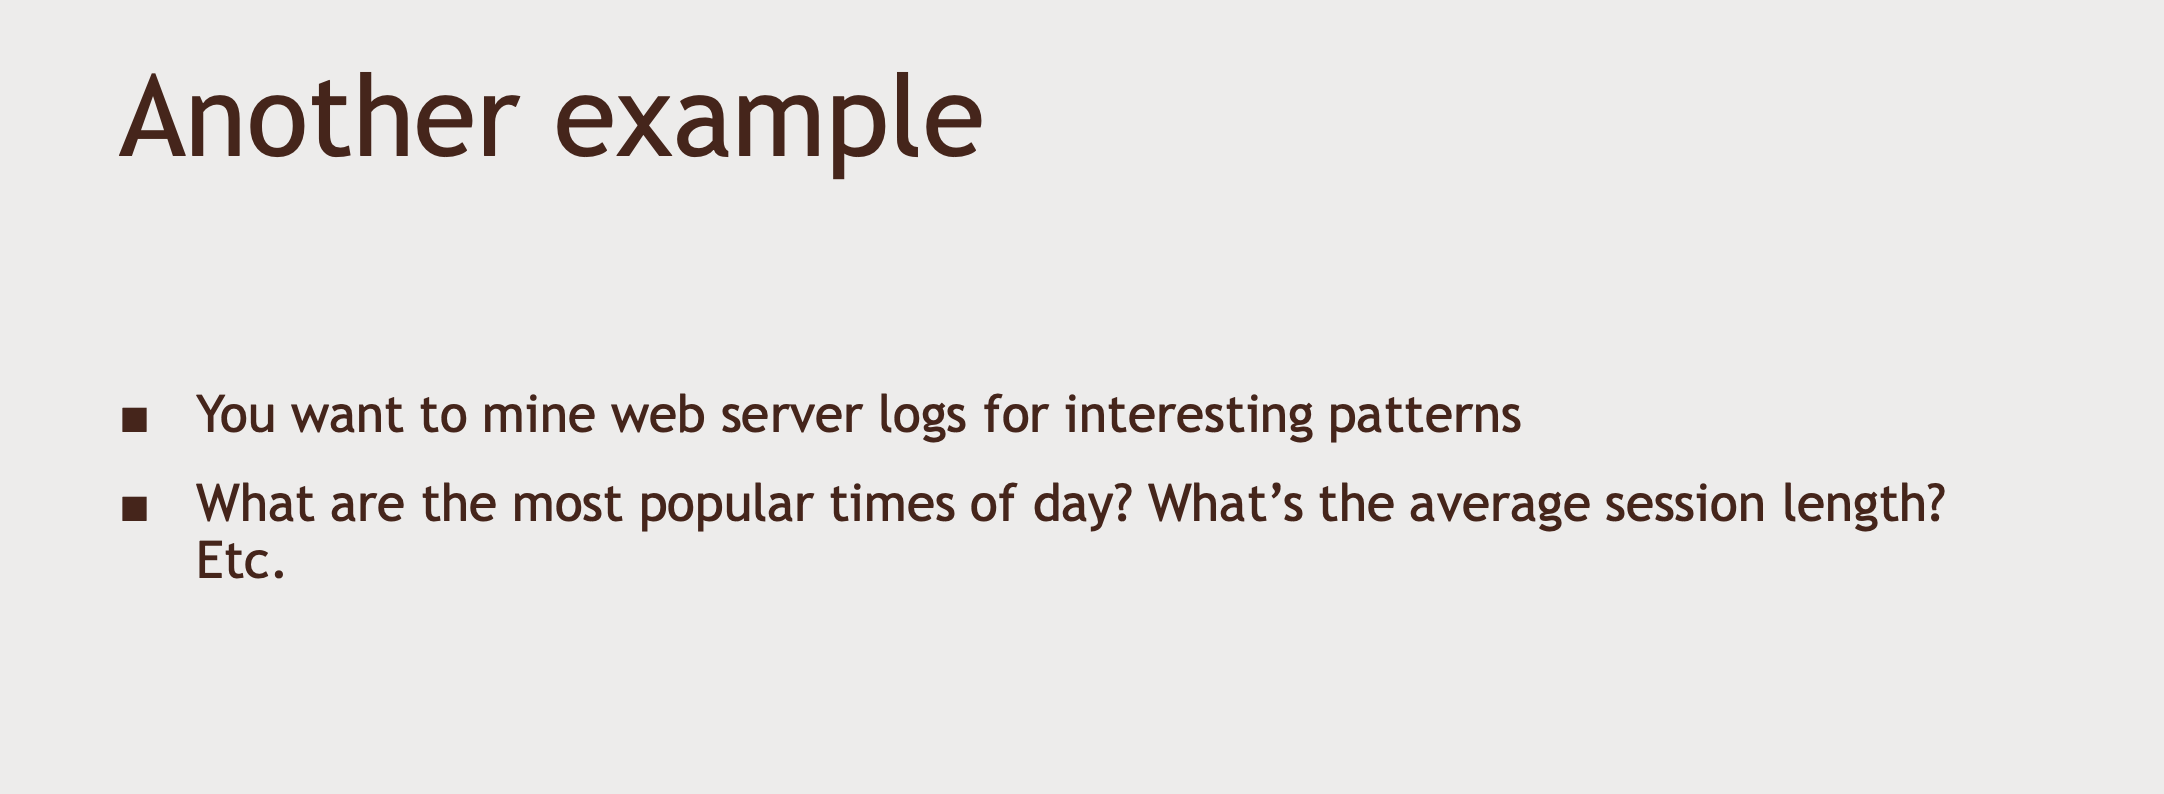 Another example
■ You want to mine web server logs for interesting patterns
■ What are the most popular times of day? What’s the average session length?
Etc.